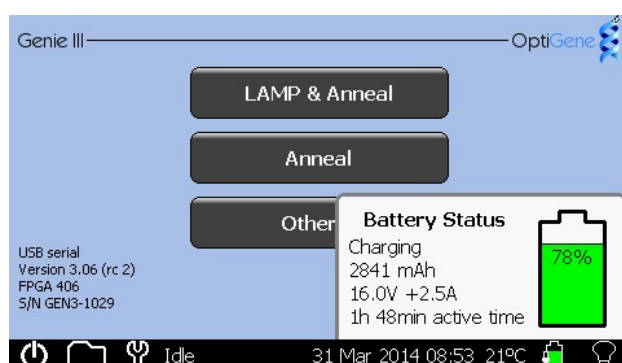 Genie III
OptiGene
LAMP & Anneal
Anneal
Other
Battery Status
Charging
2841 mAh
16.0V +2.5A
1h 48min active time
78%
USB serial
Version 3.06 (rc 2)
FPGA 406
S/N GEN3-1029
Idle
31 Mar 2014 08:53 21ºC